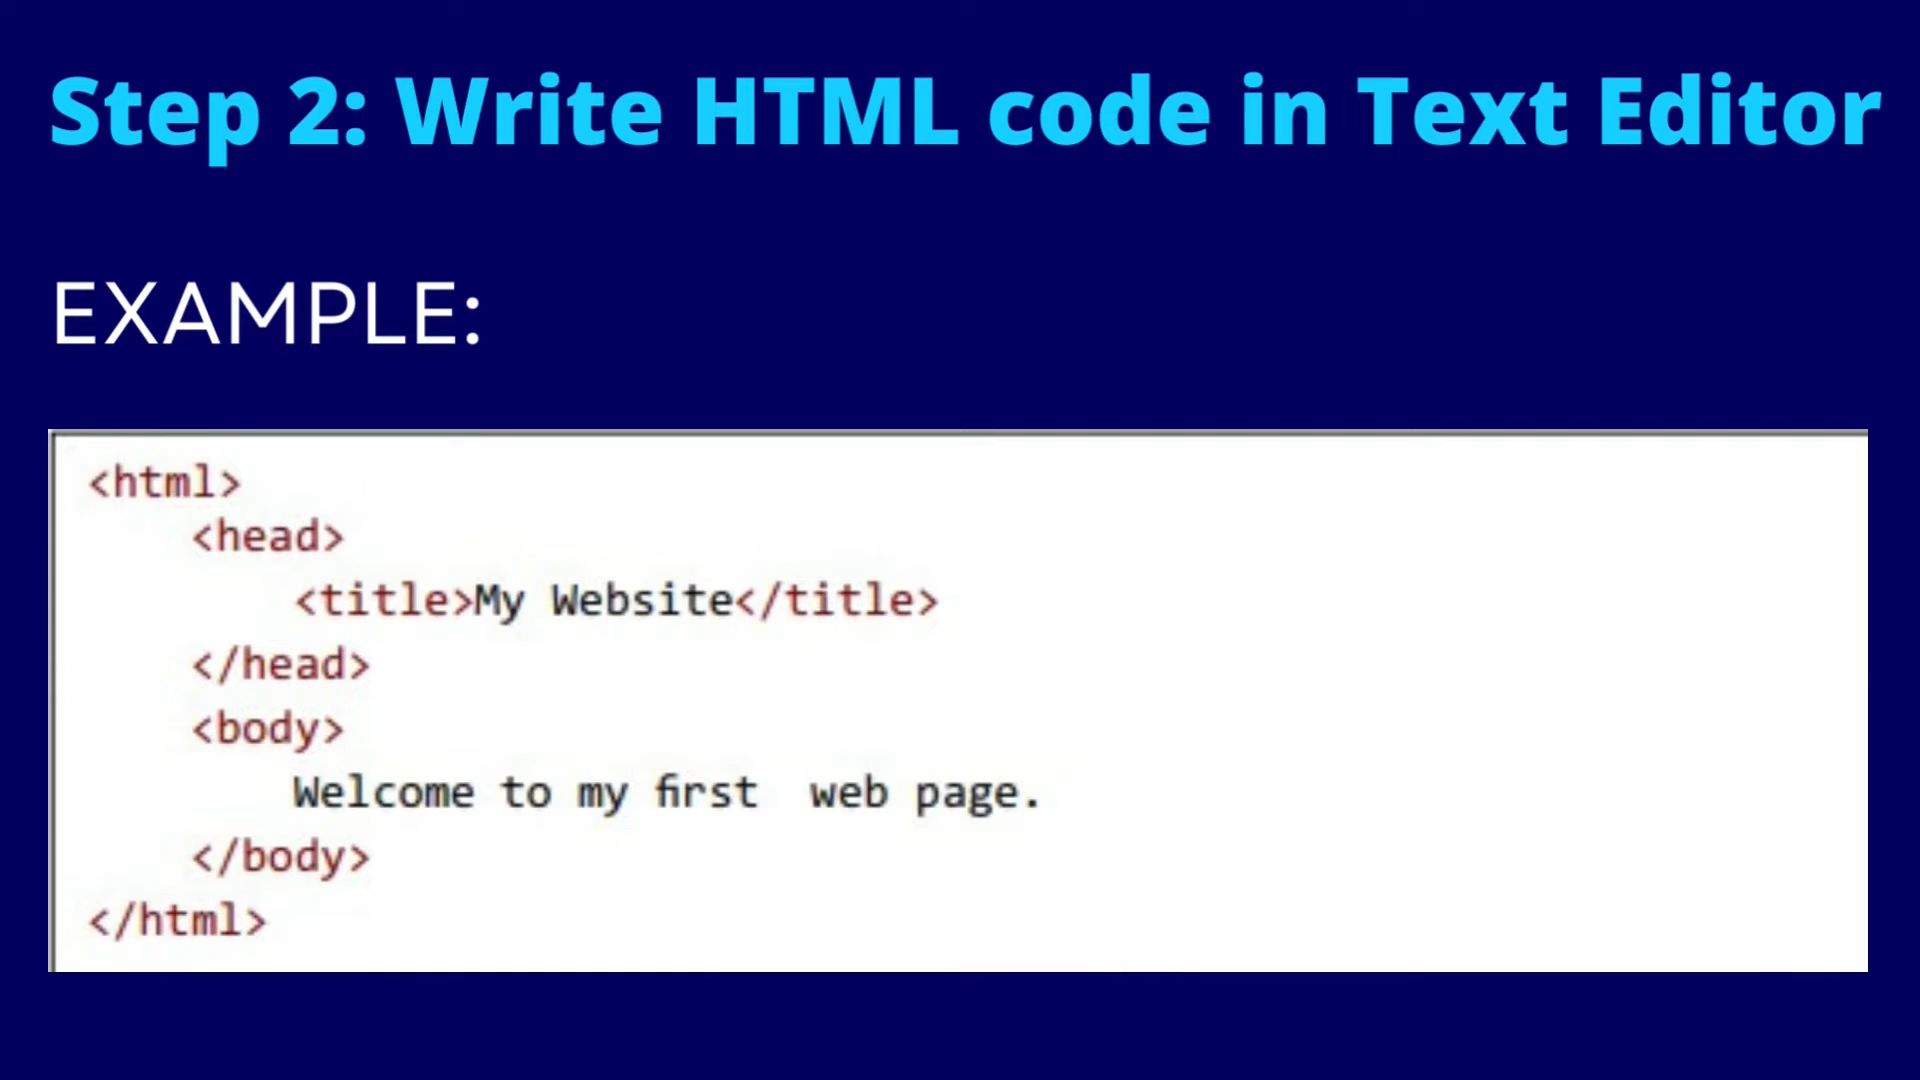 Step 2: Write HTML code in Text Editor
EXAMPLE:
<html>
<head>
<title>My Website</title>
</head>
<body>
Welcome to my first  web page.
</body>
</html>